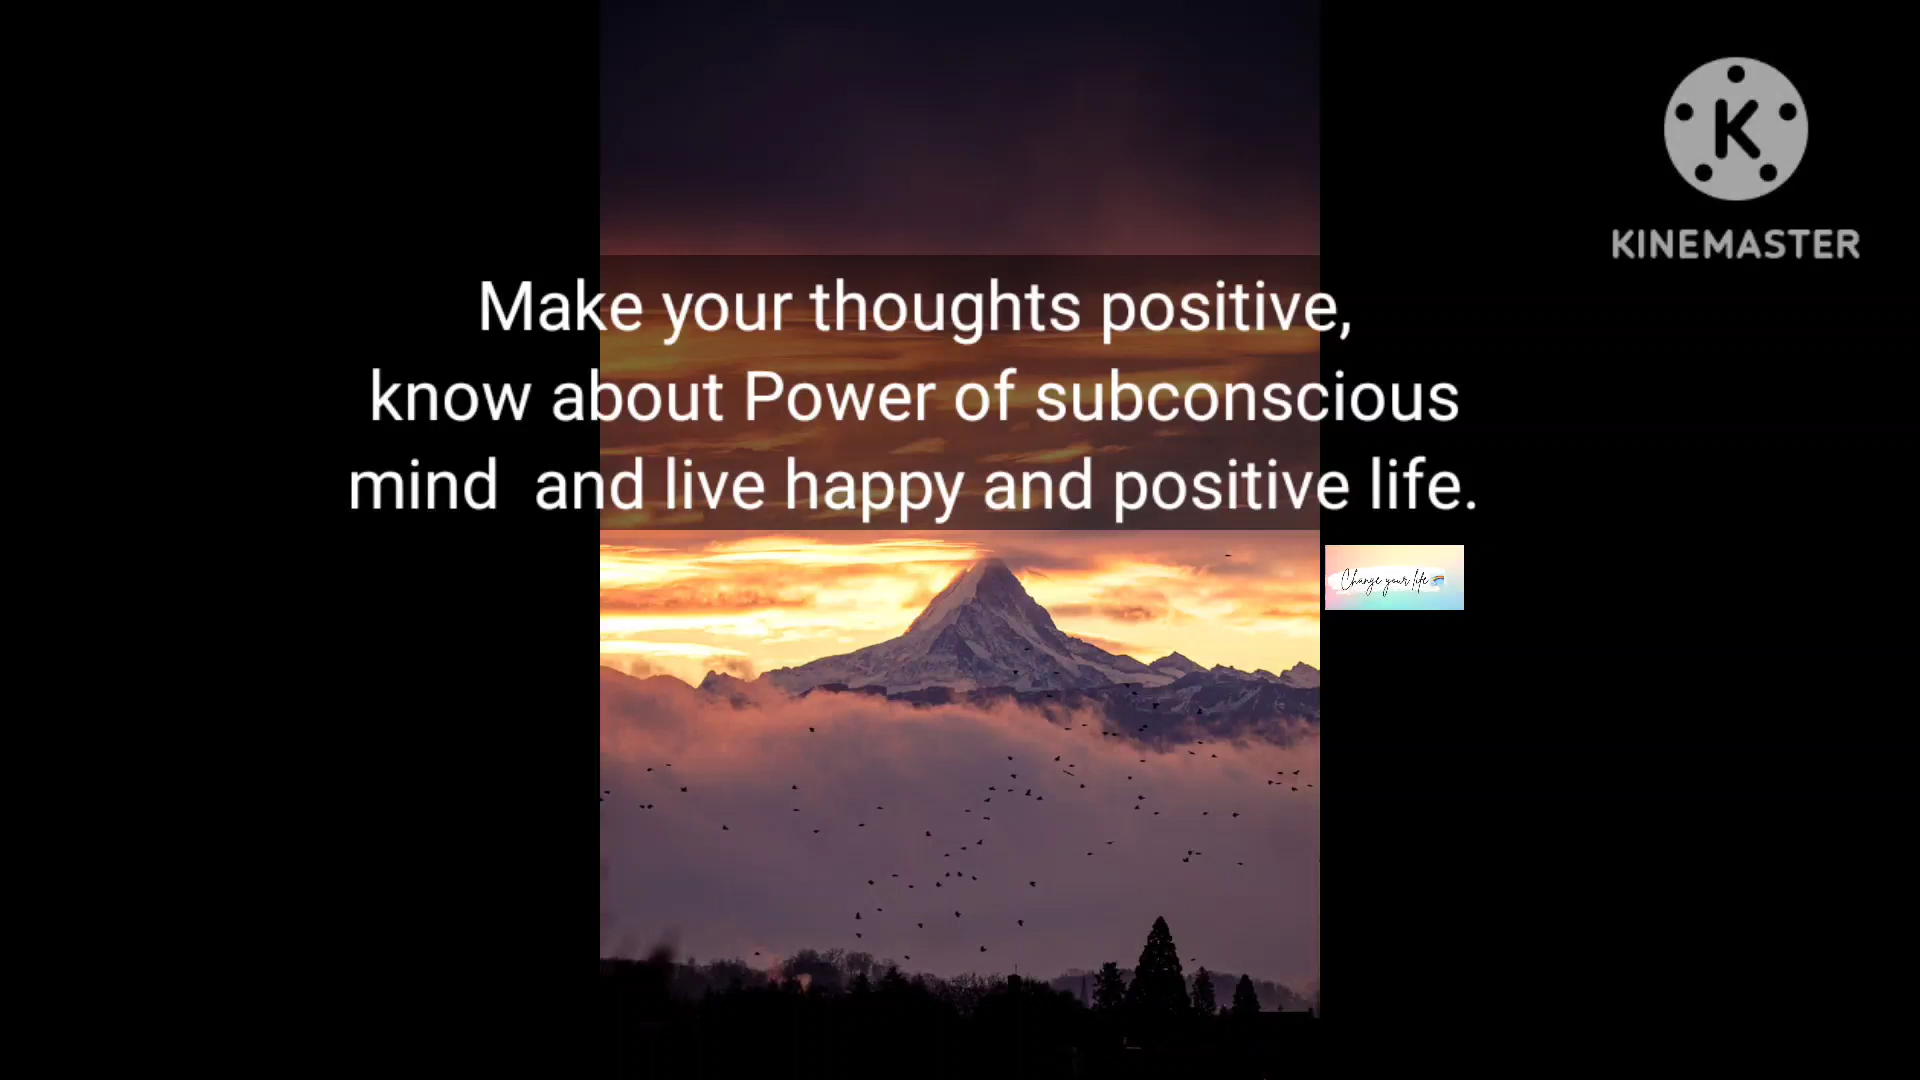 KINEMASTER
Make your thoughts positive,
know about Power of subconscious
mind  and live happy and positive life.
Change your life